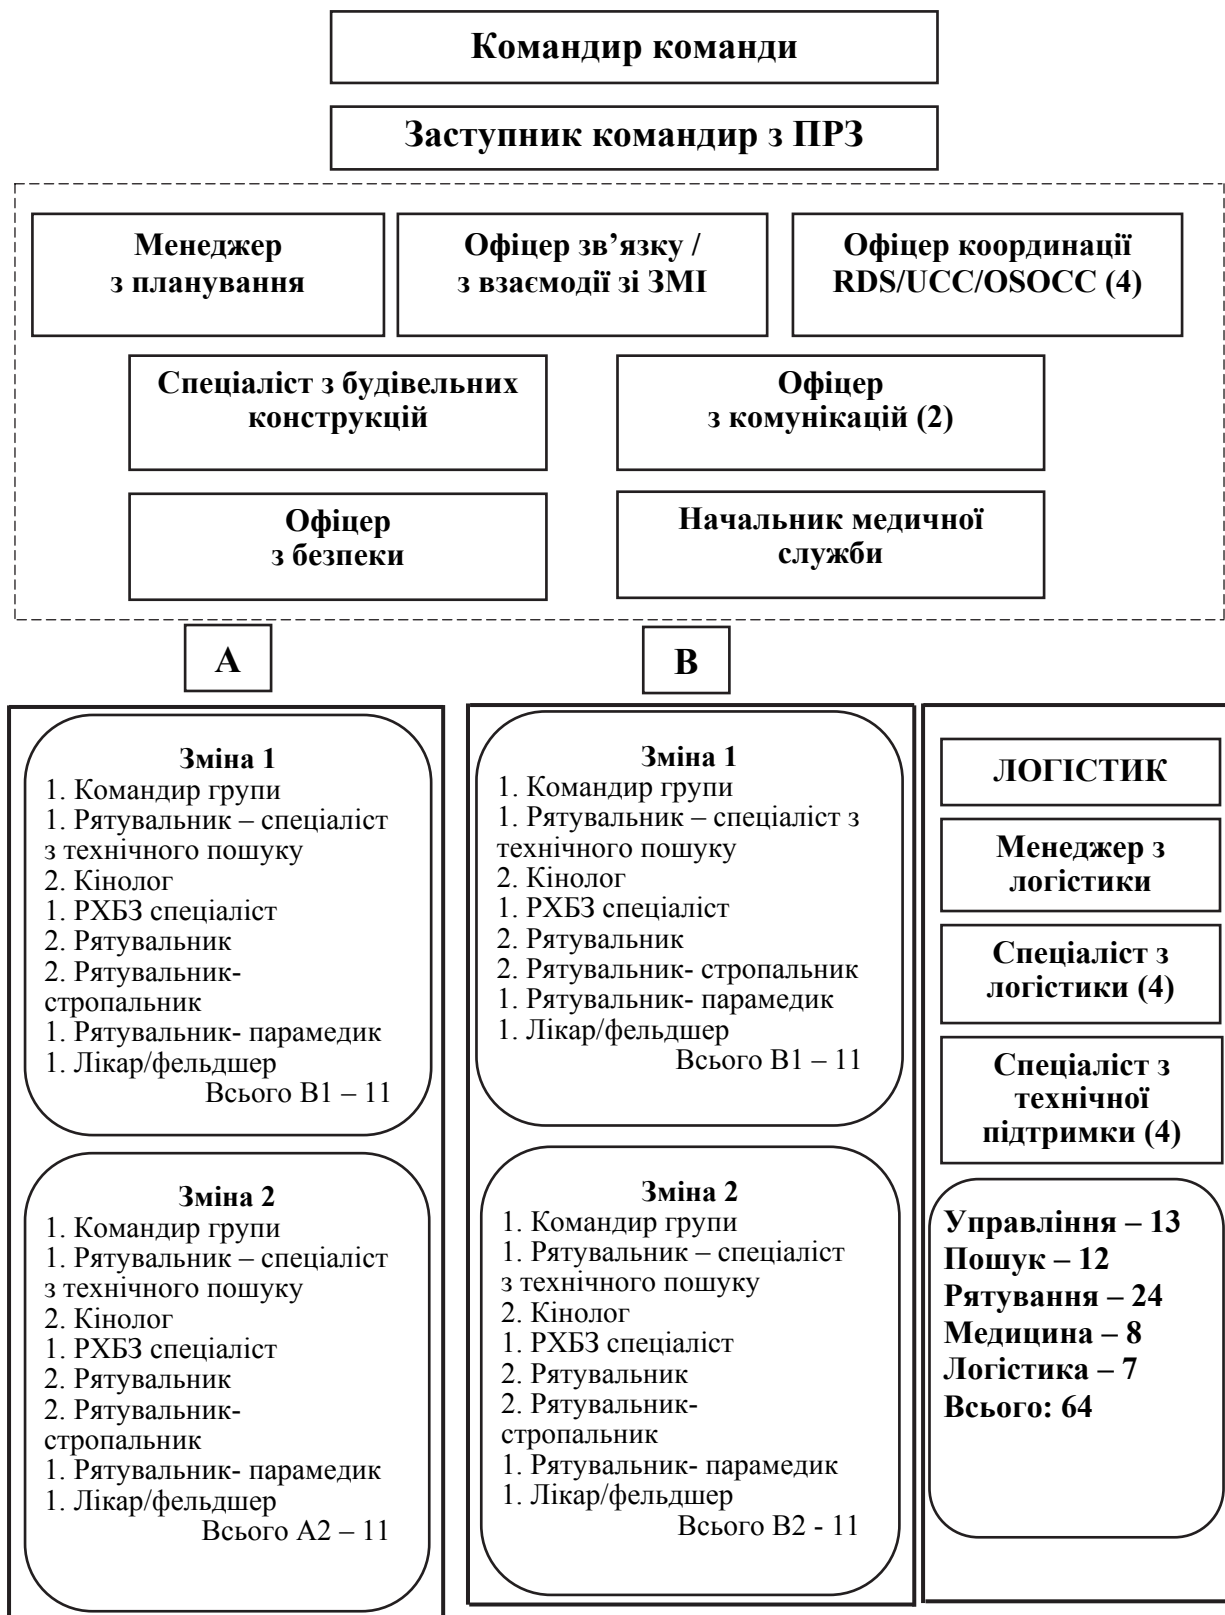 Командир команди
Заступник командир з ПРЗ
Менеджер
з планування
Офіцер зв’язку /
з взаємодії зі ЗМІ
Офіцер координації
RDS/UCC/OSOCC (4)
Спеціаліст з будівельних
конструкцій
Офіцер
з комунікацій (2)
Офіцер
з безпеки
Начальник медичної
служби
А
Зміна 1
1. Командир групи
1. Рятувальник – спеціаліст
з технічного пошуку
2. Кінолог
1. РХБЗ спеціаліст
2. Рятувальник
2. Рятувальник-
стропальник
1. Рятувальник- парамедик
1. Лікар/фельдшер
Всього В1 – 11
Зміна 2
1. Командир групи
1. Рятувальник – спеціаліст
з технічного пошуку
2. Кінолог
1. РХБЗ спеціаліст
2. Рятувальник
2. Рятувальник-
стропальник
1. Рятувальник- парамедик
1. Лікар/фельдшер
Всього А2 – 11
В
Зміна 1
1. Командир групи
1. Рятувальник – спеціаліст з
технічного пошуку
2. Кінолог
1. РХБЗ спеціаліст
2. Рятувальник
2. Рятувальник- стропальник
1. Рятувальник- парамедик
1. Лікар/фельдшер
Всього В1 – 11
Зміна 2
1. Командир групи
1. Рятувальник – спеціаліст
з технічного пошуку
2. Кінолог
1. РХБЗ спеціаліст
2. Рятувальник
2. Рятувальник-
стропальник
1. Рятувальник- парамедик
1. Лікар/фельдшер
Всього В2 - 11
ЛОГІСТИК
Менеджер з
логістики
Спеціаліст з
логістики (4)
Спеціаліст з
технічної
підтримки (4)
Управління – 13
Пошук – 12
Рятування – 24
Медицина – 8
Логістика – 7
Всього: 64